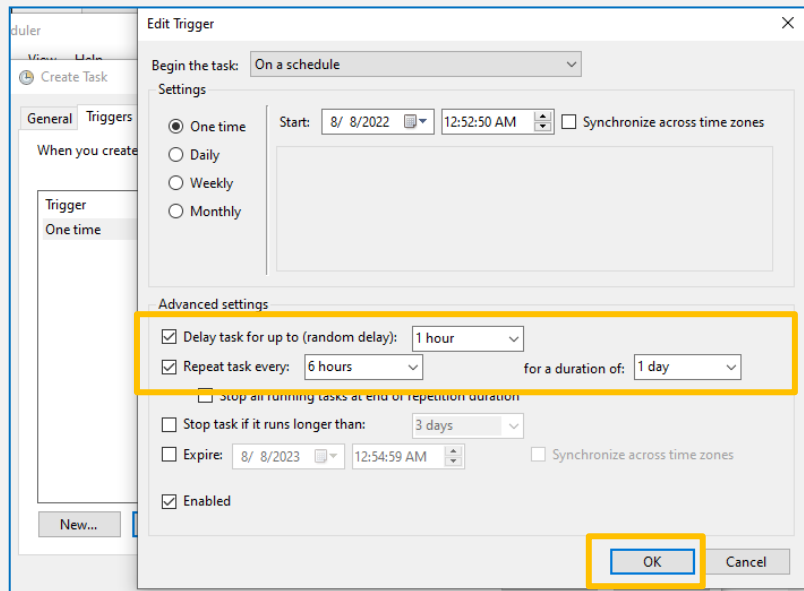 duler
Edit Trigger
View Help
Create Task
Begin the task: On a schedule
Settings
General Triggers
One time
Start: 8/ 8/2022 12:52:50 AM Synchronize across time zones
When you create
Daily
Weekly
Trigger
Monthly
One time
Advanced settings
Delay task for up to (random delay): 1 hour
Repeat task every: 6 hours for a duration of: 1 day
Stop all running tasks at end of repetition duration
Stop task if it runs longer than: 3 days
Expire: 8/ 8/2023 12:54:59 AM Synchronize across time zones
Enabled
New...
OK Cancel